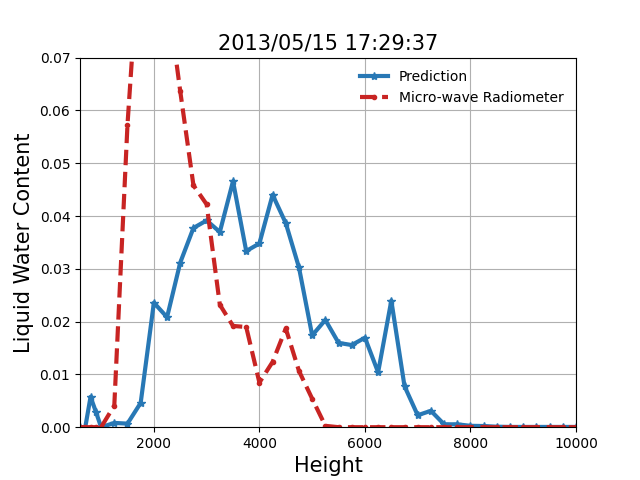 2013/05/15 17:29:37
0.07
0.06
0.05
0.04
0.03
0.02
0.01
0.00
Liquid Water Content
Prediction
Micro-wave Radiometer
2000 4000 6000 8000 10000
Height